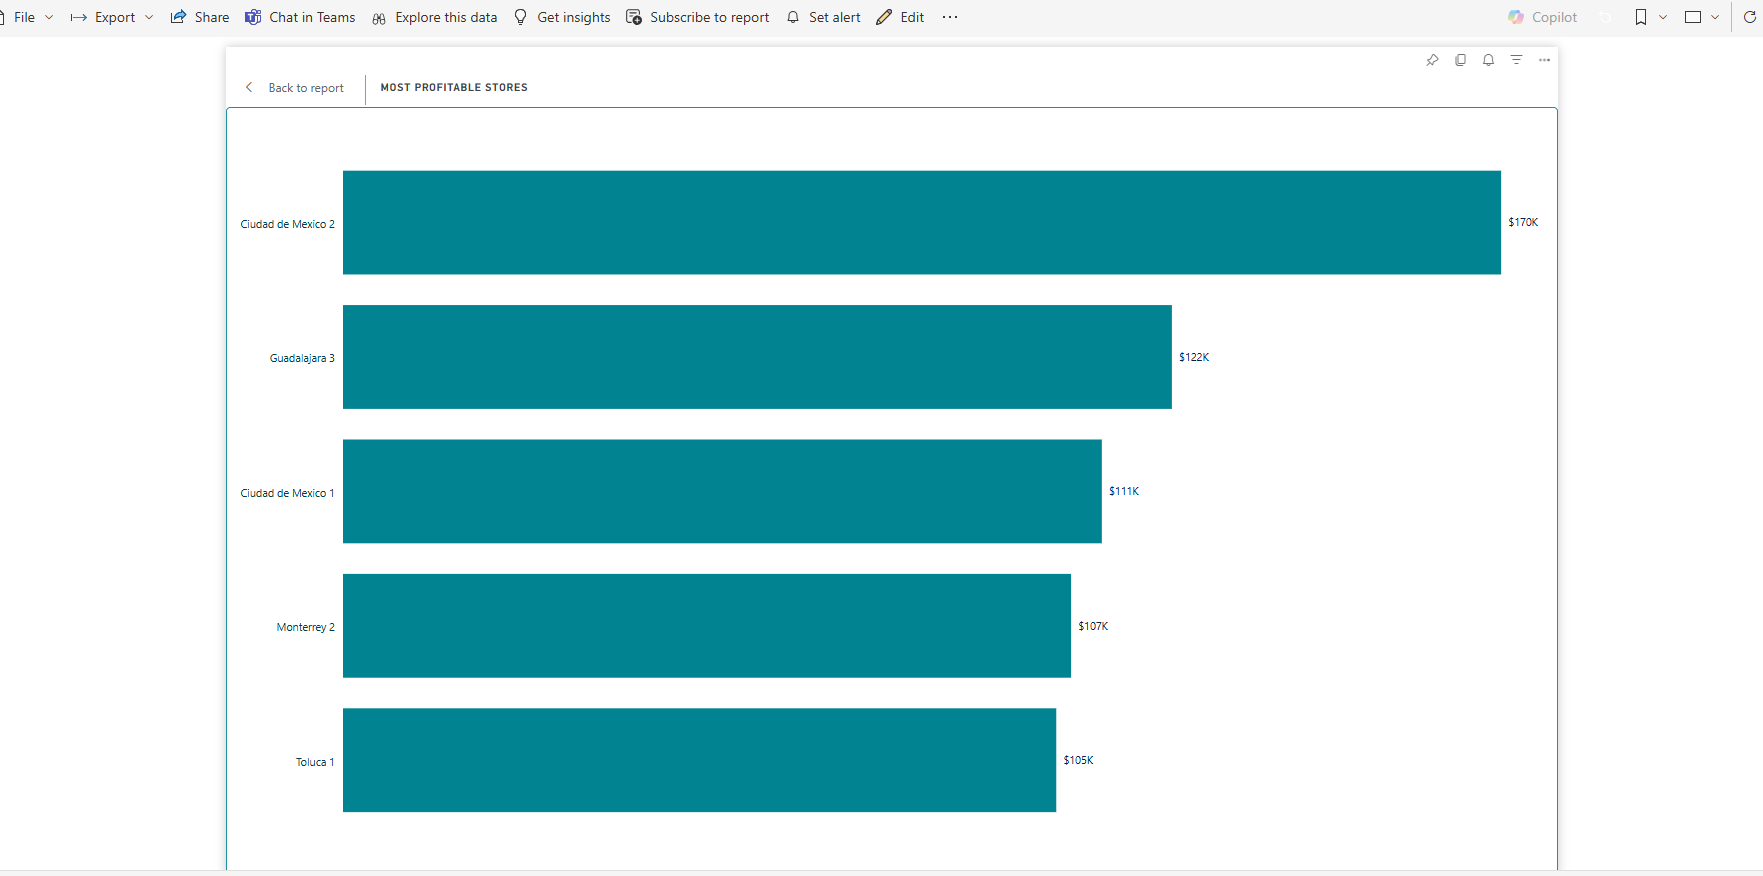 File Export Share Chat in Teams Explore this data Get insights Subscribe to report Set alert Edit Copilot
Back to report MOST PROFITABLE STORES
Ciudad de Mexico 2 $170K
Guadalajara 3 $122K
Ciudad de Mexico 1 $111K
Monterrey 2 $107K
Toluca 1 $105K